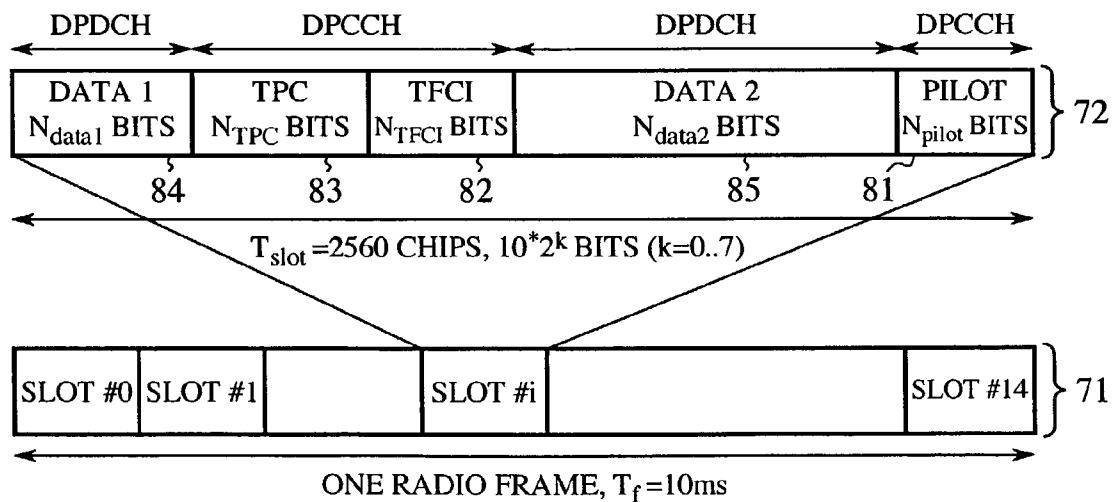 DPDCH DPCCH DPDCH DPCCH
DATA 1 TPC TFCI DATA 2 PILOT
N_data1 BITS N_TPC BITS N_TFCI BITS N_data2 BITS N_pilot BITS
72
84 83 82 85 81
T_slot =2560 CHIPS, 10*2^k BITS (k=0..7)
SLOT #0 SLOT #1 SLOT #i SLOT #14
71
ONE RADIO FRAME, T_f =10ms